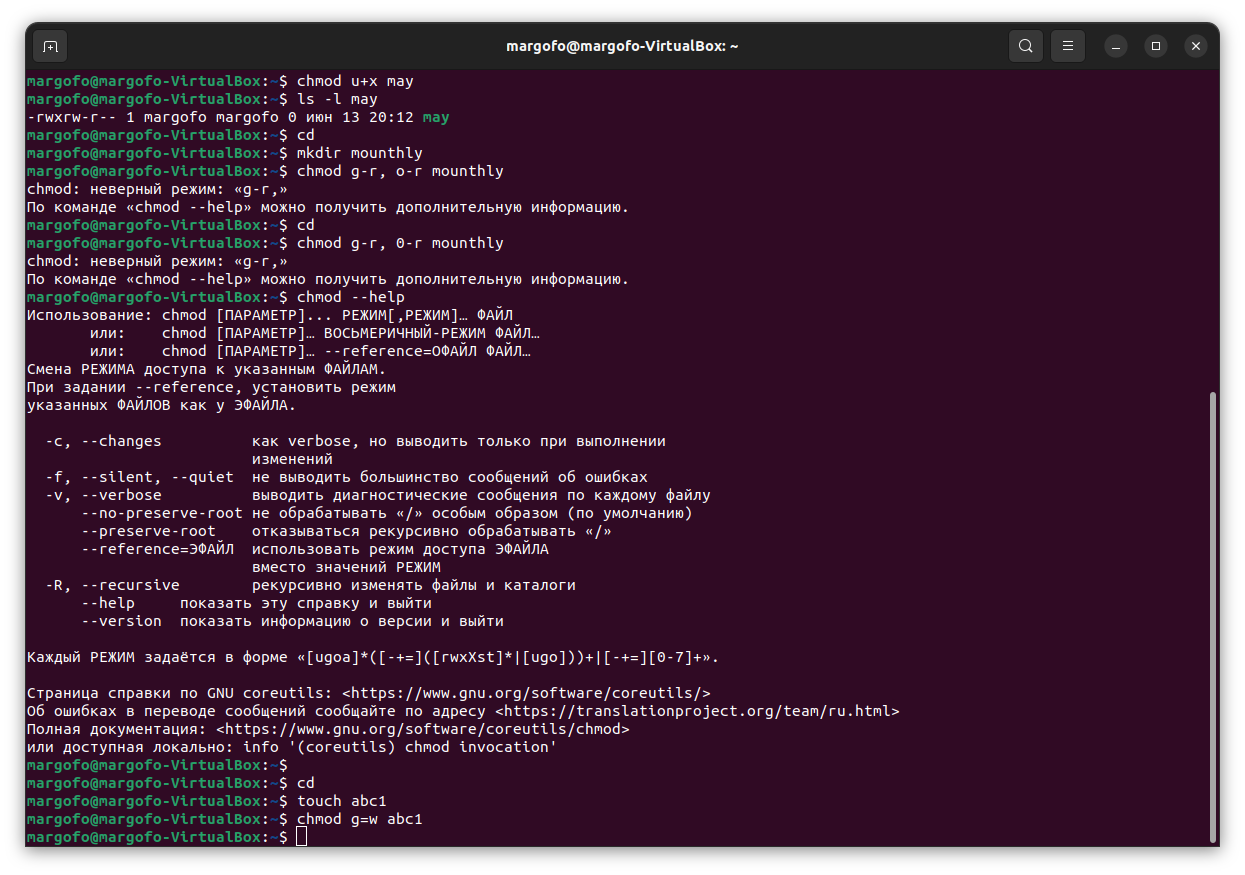 margofo@margofo-VirtualBox: ~
margofo@margofo-VirtualBox:~$ chmod u+x may
margofo@margofo-VirtualBox:~$ ls -l may
-rwxrw-r-- 1 margofo margofo 0 июн 13 20:12 may
margofo@margofo-VirtualBox:~$ cd
margofo@margofo-VirtualBox:~$ mkdir mounthly
margofo@margofo-VirtualBox:~$ chmod g-r, o-r mounthly
chmod: неверный режим: «g-r,»
По команде «chmod --help» можно получить дополнительную информацию.
margofo@margofo-VirtualBox:~$ cd
margofo@margofo-VirtualBox:~$ chmod g-r, 0-r mounthly
chmod: неверный режим: «g-r,»
По команде «chmod --help» можно получить дополнительную информацию.
margofo@margofo-VirtualBox:~$ chmod --help
Использование: chmod [ПАРАМЕТР]... РЕЖИМ[,РЕЖИМ]… ФАЙЛ
       или:    chmod [ПАРАМЕТР]… ВОСЬМЕРИЧНЫЙ-РЕЖИМ ФАЙЛ…
       или:    chmod [ПАРАМЕТР]… --reference=ОФАЙЛ ФАЙЛ…
Смена РЕЖИМА доступа к указанным ФАЙЛАМ.
При задании --reference, установить режим
указанных ФАЙЛОВ как у ЭФАЙЛА.
  -c, --changes          как verbose, но выводить только при выполнении
                         изменений
  -f, --silent, --quiet  не выводить большинство сообщений об ошибках
  -v, --verbose          выводить диагностические сообщения по каждому файлу
      --no-preserve-root не обрабатывать «/» особым образом (по умолчанию)
      --preserve-root    отказываться рекурсивно обрабатывать «/»
      --reference=ЭФАЙЛ  использовать режим доступа ЭФАЙЛА
                         вместо значений РЕЖИМ
  -R, --recursive        рекурсивно изменять файлы и каталоги
      --help     показать эту справку и выйти
      --version  показать информацию о версии и выйти
Каждый РЕЖИМ задаётся в форме «[ugoa]*([-+=]([rwxXst]*|[ugo]))+|[-+=][0-7]+».
Страница справки по GNU coreutils: <https://www.gnu.org/software/coreutils/>
Об ошибках в переводе сообщений сообщайте по адресу <https://translationproject.org/team/ru.html>
Полная документация: <https://www.gnu.org/software/coreutils/chmod>
или доступная локально: info '(coreutils) chmod invocation'
margofo@margofo-VirtualBox:~$
margofo@margofo-VirtualBox:~$ cd
margofo@margofo-VirtualBox:~$ touch abc1
margofo@margofo-VirtualBox:~$ chmod g=w abc1
margofo@margofo-VirtualBox:~$